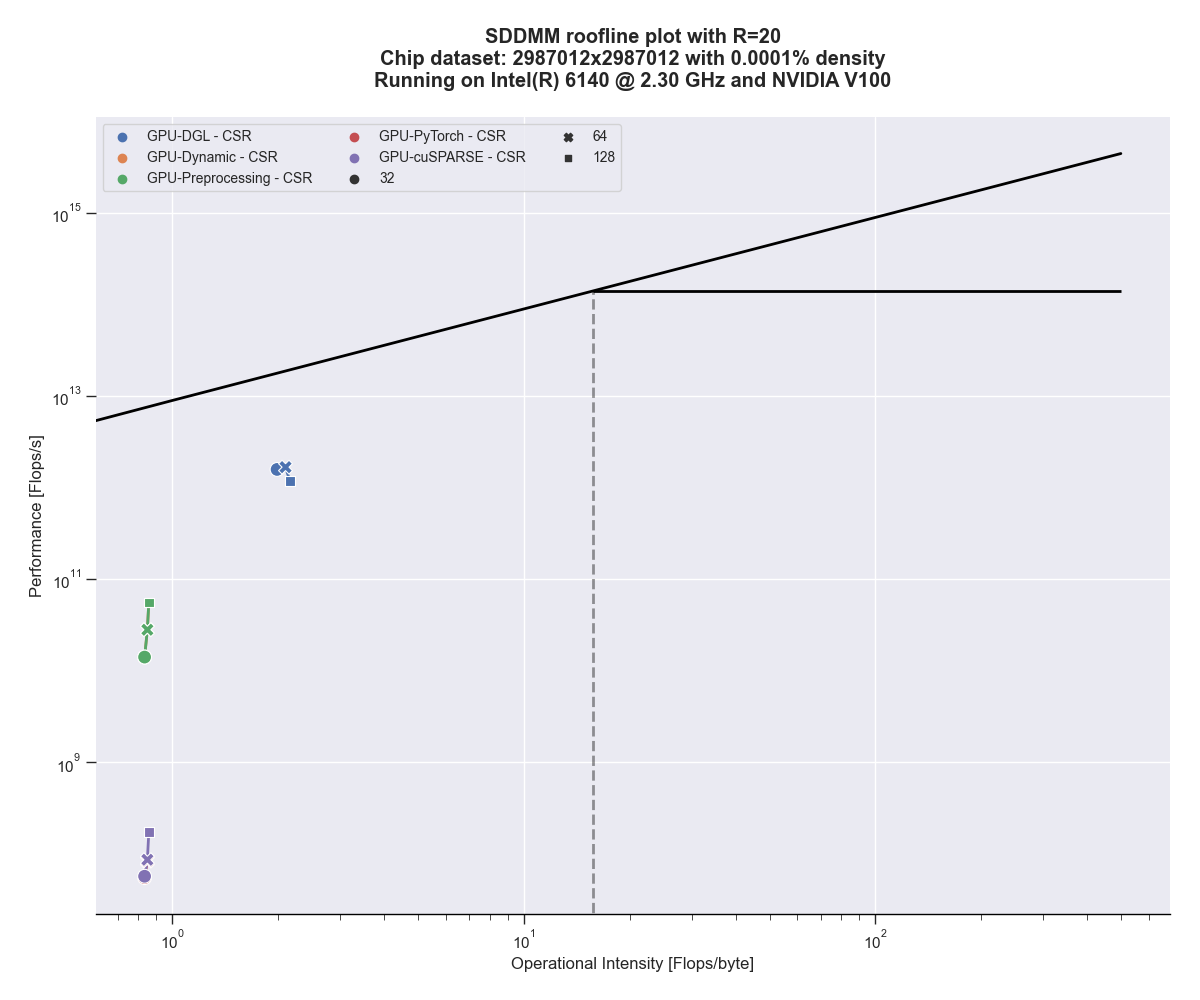 SDDMM roofline plot with R=20
Chip dataset: 2987012x2987012 with 0.0001% density
Running on Intel(R) 6140 @ 2.30 GHz and NVIDIA V100
GPU-DGL - CSR
GPU-Dynamic - CSR
GPU-Preprocessing - CSR
GPU-PyTorch - CSR
GPU-cuSPARSE - CSR
32
64
128
10^15
10^13
10^11
10^9
Performance [Flops/s]
10^0 10^1 10^2
Operational Intensity [Flops/byte]